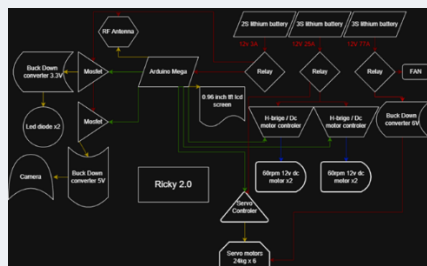 RF Antenna
2S lithium battery
3S lithium battery
3S lithium battery
12v 2A
12V 25A
12V 77A
Buck Down
converter 3.3V
Mosfet
Arduino Mega
Relay
Relay
Relay
FAN
0.96 inch tft lcd
screen
Led diode x2
Mosfet
H-brige / Dc
motor controler
H-brige / Dc
motor controler
Buck Down
converter 6V
Camera
Buck Down
converter 5V
Ricky 2.0
60rpm 12v dc
motor x2
60rpm 12v dc
motor x2
Servo
Controler
Servo motors
24kg x 6